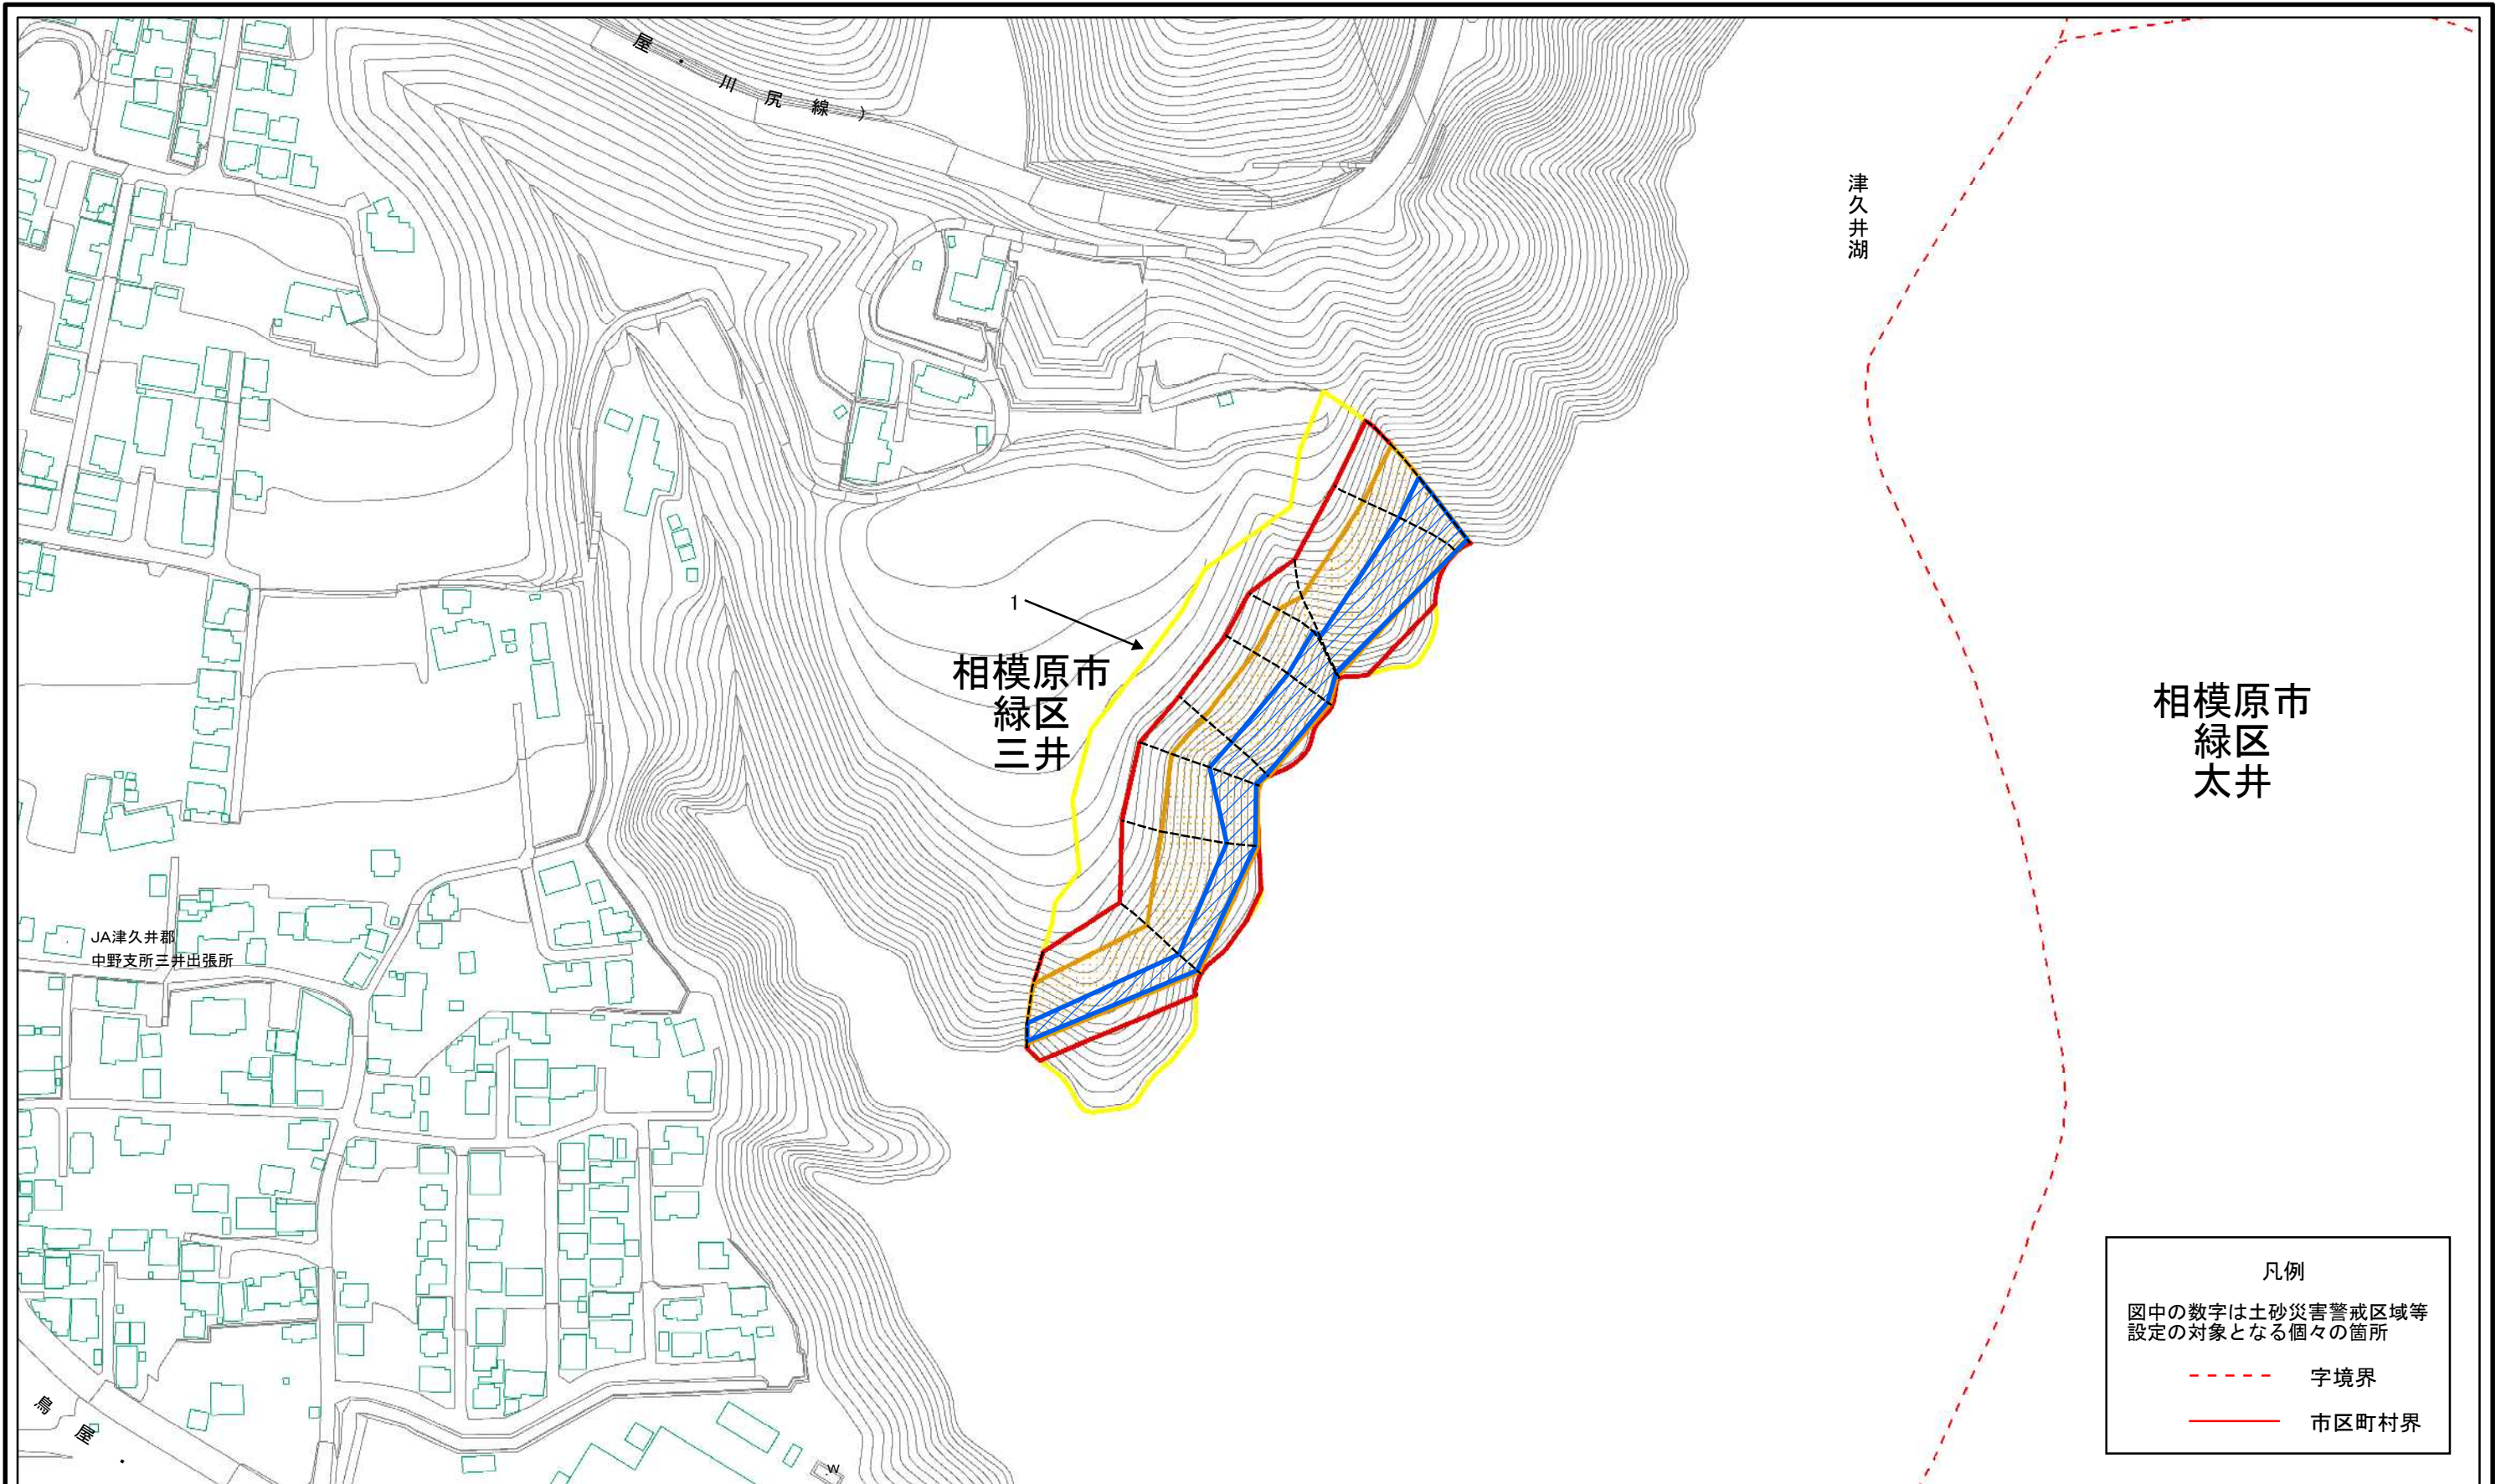 屋・川尻線）
津久井湖
1
相模原市
緑区
三井
相模原市
緑区
太井
JA津久井郡
中野支所三井出張所
鳥屋・
W
凡例
図中の数字は土砂災害警戒区域等
設定の対象となる個々の箇所
字境界
市区町村界